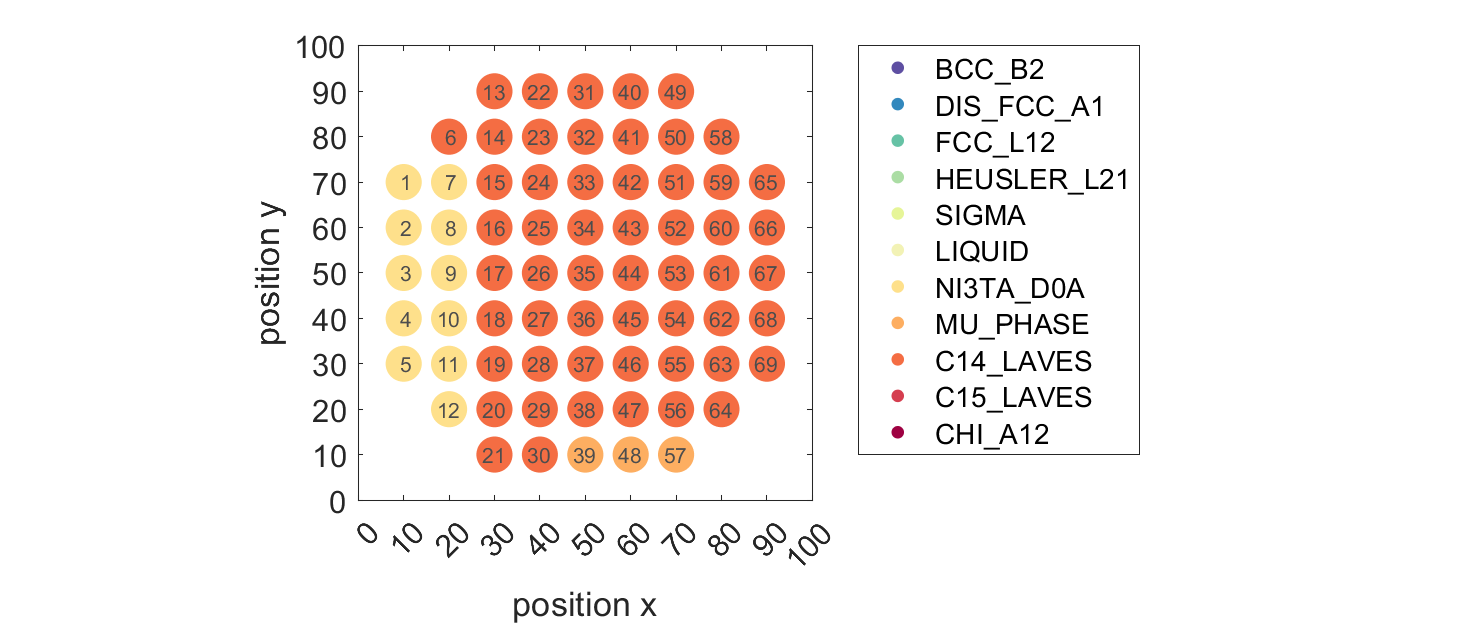 100
90
80
70
60
50
40
30
20
10
0
position y
13 22 31 40 49
6 14 23 32 41 50 58
1 7 15 24 33 42 51 59 65
2 8 16 25 34 43 52 60 66
3 9 17 26 35 44 53 61 67
4 10 18 27 36 45 54 62 68
5 11 19 28 37 46 55 63 69
12 20 29 38 47 56 64
21 30 39 48 57
0 10 20 30 40 50 60 70 80 90 100
position x
BCC_B2
DIS_FCC_A1
FCC_L12
HEUSLER_L21
SIGMA
LIQUID
NI3TA_D0A
MU_PHASE
C14_LAVES
C15_LAVES
CHI_A12